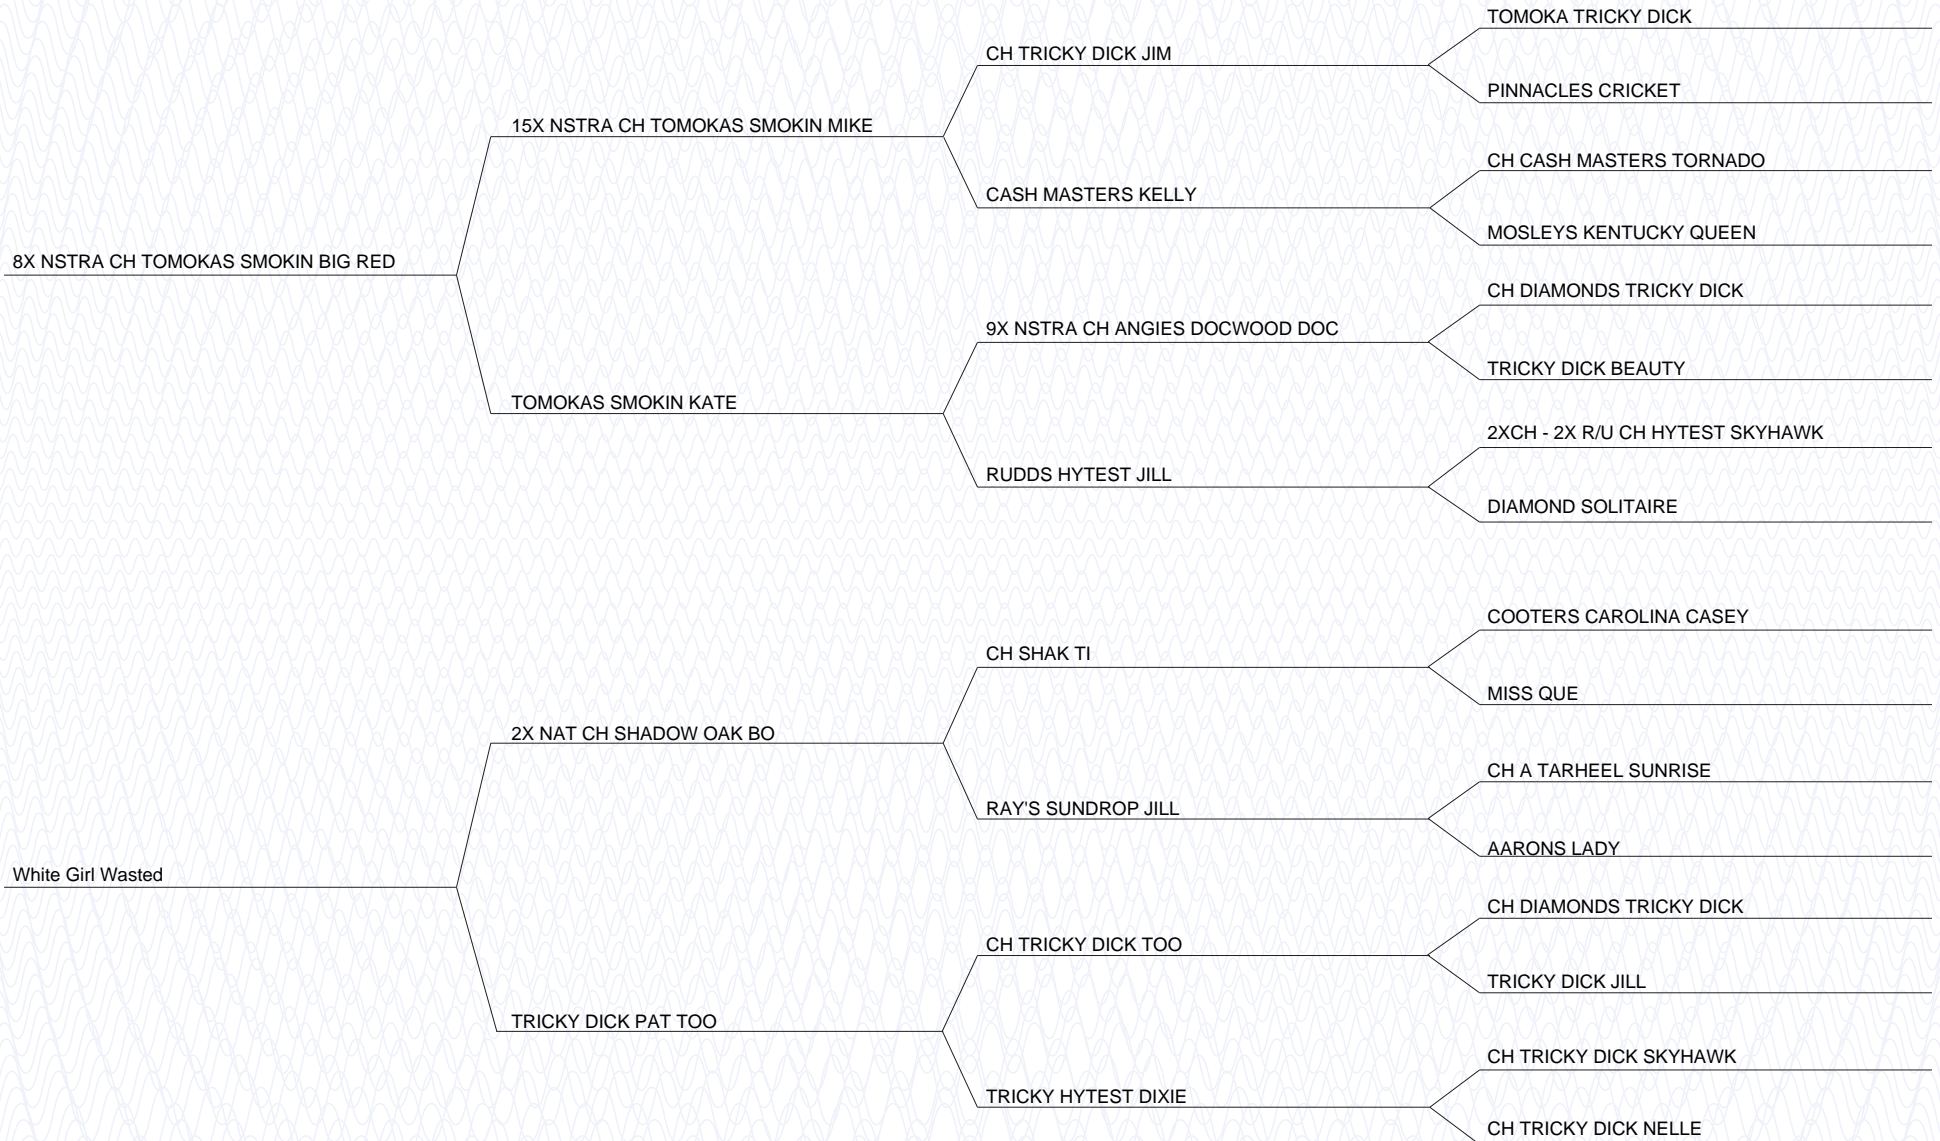 TOMOKA TRICKY DICK
CH TRICKY DICK JIM
PINNACLES CRICKET
15X NSTRA CH TOMOKAS SMOKIN MIKE
CH CASH MASTERS TORNADO
CASH MASTERS KELLY
MOSLEYS KENTUCKY QUEEN
8X NSTRA CH TOMOKAS SMOKIN BIG RED
CH DIAMONDS TRICKY DICK
9X NSTRA CH ANGIES DOCWOOD DOC
TRICKY DICK BEAUTY
TOMOKAS SMOKIN KATE
2XCH - 2X R/U CH HYTEST SKYHAWK
RUDDS HYTEST JILL
DIAMOND SOLITAIRE
COOTERS CAROLINA CASEY
CH SHAK TI
MISS QUE
2X NAT CH SHADOW OAK BO
CH A TARHEEL SUNRISE
RAY'S SUNDROP JILL
AARONS LADY
White Girl Wasted
CH DIAMONDS TRICKY DICK
CH TRICKY DICK TOO
TRICKY DICK JILL
TRICKY DICK PAT TOO
CH TRICKY DICK SKYHAWK
TRICKY HYTEST DIXIE
CH TRICKY DICK NELLE